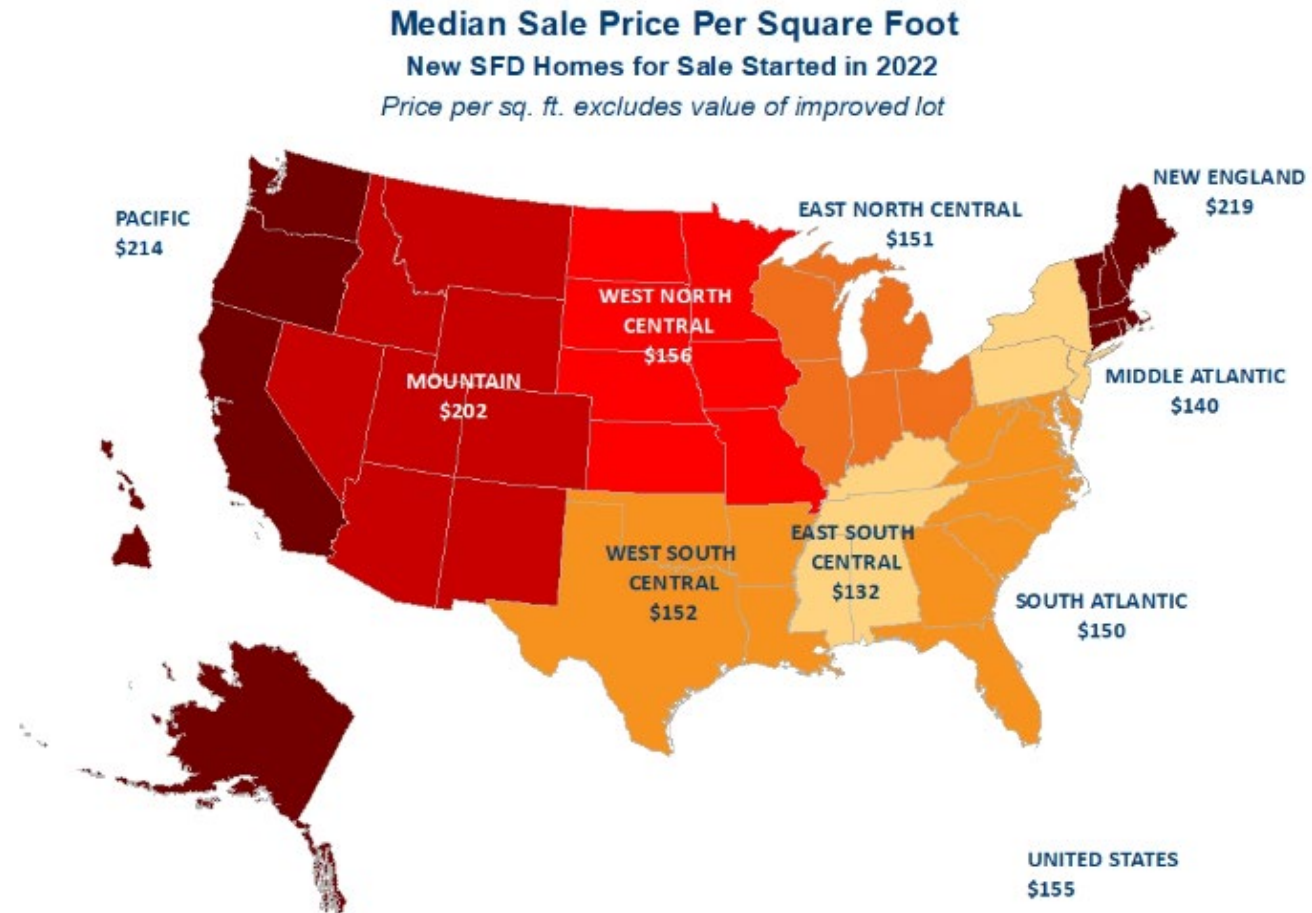 Median Sale Price Per Square Foot
New SFD Homes for Sale Started in 2022
Price per sq. ft. excludes value of improved lot
NEW ENGLAND
$219
PACIFIC
$214
EAST NORTH CENTRAL
$151
WEST NORTH
CENTRAL
$156
MOUNTAIN
$202
MIDDLE ATLANTIC
$140
WEST SOUTH
CENTRAL
$152
EAST SOUTH
CENTRAL
$132
SOUTH ATLANTIC
$150
UNITED STATES
$155